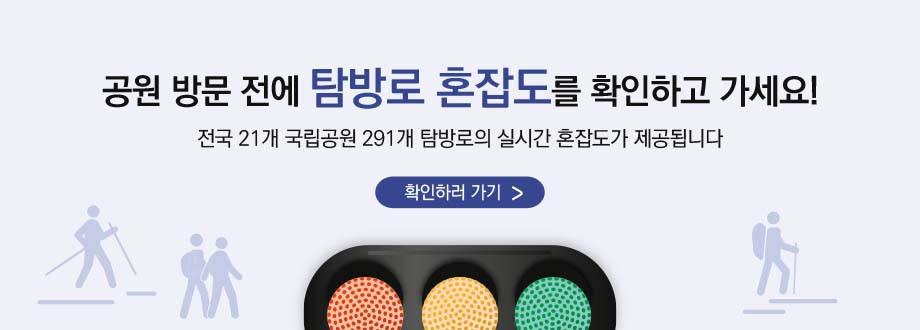 공원 방문 전에 탐방로 혼잡도를 확인하고 가세요!
전국 21개 국립공원 291개 탐방로의 실시간 혼잡도가 제공됩니다
확인하러 가기 >